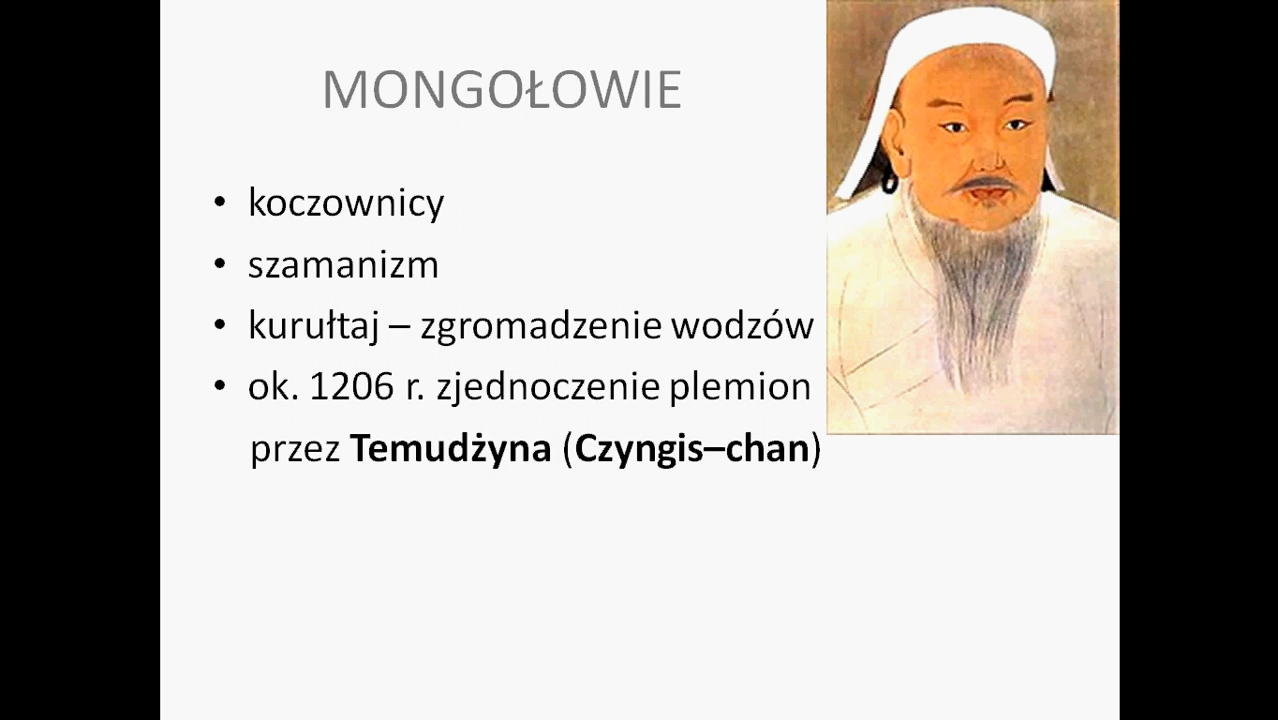 MONGOŁOWIE
• koczownicy
• szamanizm
• kurułtaj – zgromadzenie wodzów
• ok. 1206 r. zjednoczenie plemion
przez Temudżyna (Czyngis–chan)